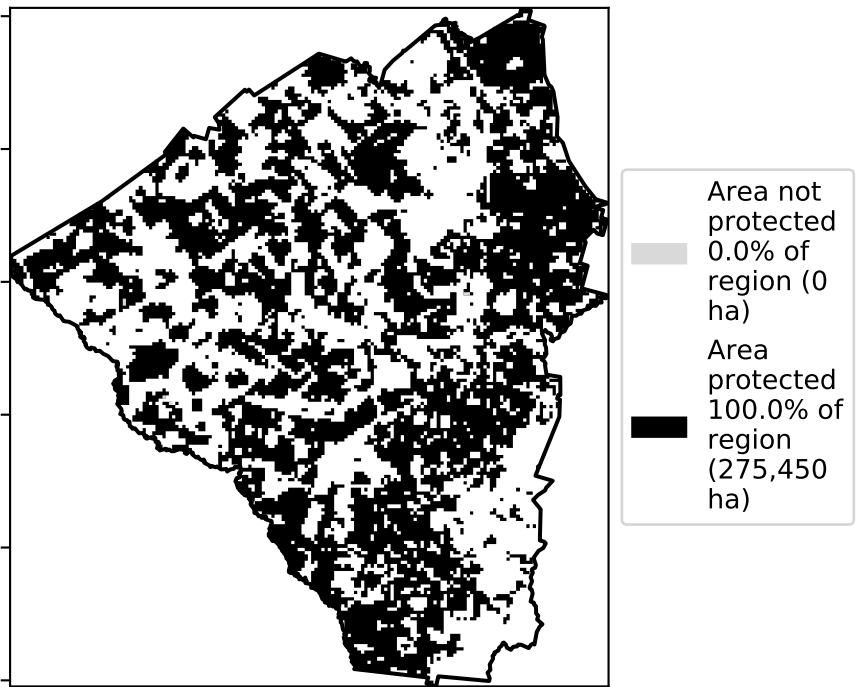 Area not
protected
0.0% of
region (0
ha)
Area
protected
100.0% of
region
(275,450
ha)